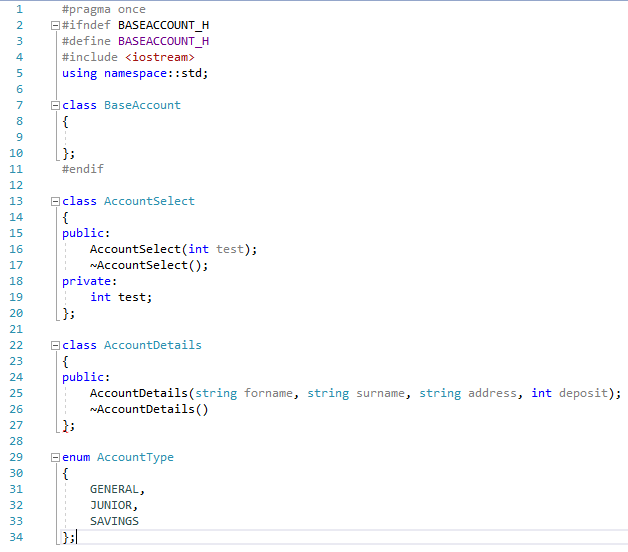 1 #pragma once
2 #ifndef BASEACCOUNT_H
3 #define BASEACCOUNT_H
4 #include <iostream>
5 using namespace::std;
6
7 class BaseAccount
8 {
9
10 };
11 #endif
12
13 class AccountSelect
14 {
15 public:
16 AccountSelect(int test);
17 ~AccountSelect();
18 private:
19 int test;
20 };
21
22 class AccountDetails
23 {
24 public:
25 AccountDetails(string forname, string surname, string address, int deposit);
26 ~AccountDetails()
27 };
28
29 enum AccountType
30 {
31 GENERAL,
32 JUNIOR,
33 SAVINGS
34 };